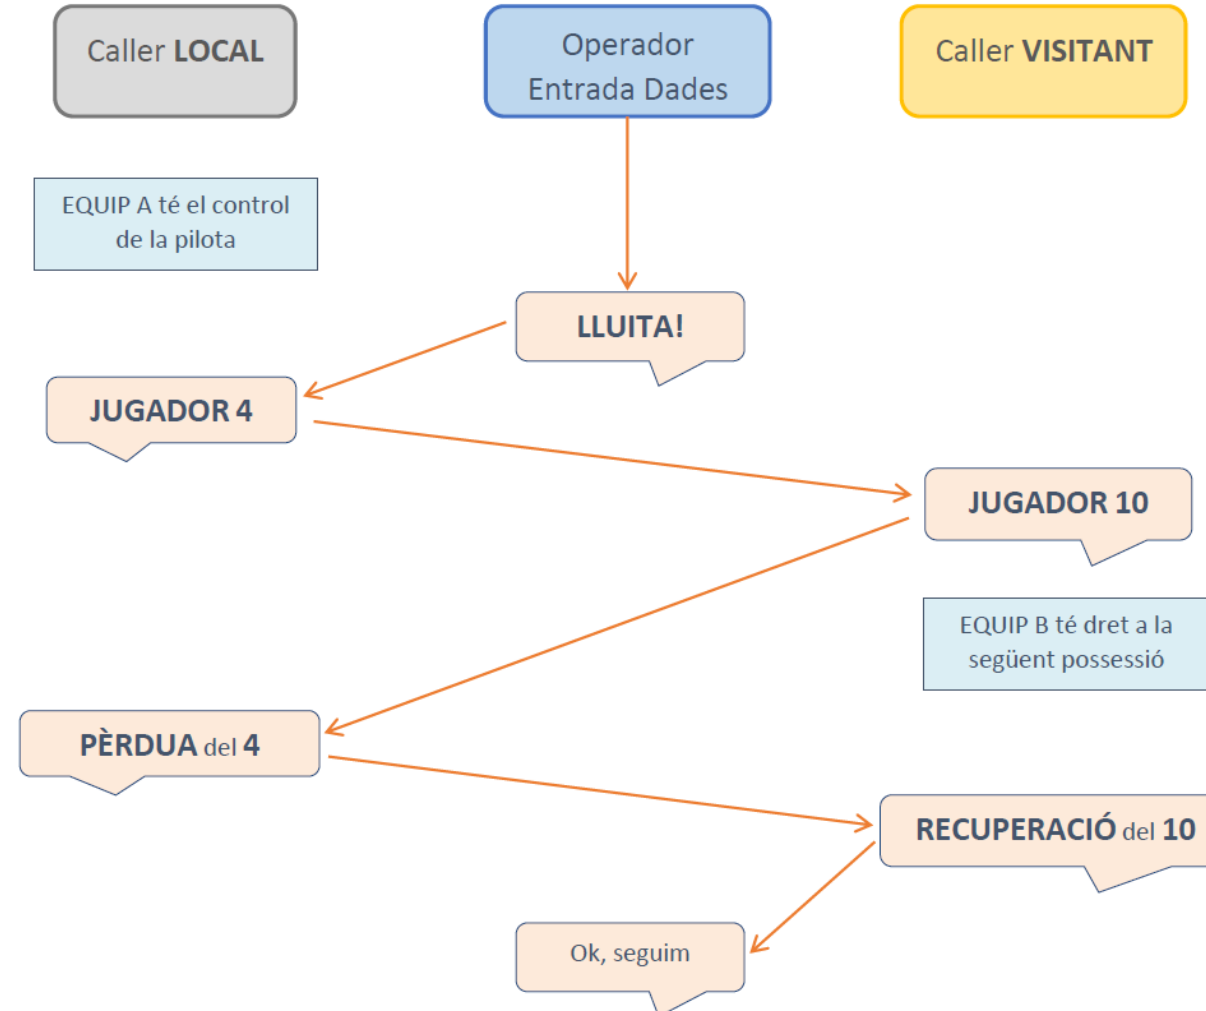 Caller LOCAL
Operador
Entrada Dades
Caller VISITANT
EQUIP A té el control
de la pilota
LLUITA!
JUGADOR 4
JUGADOR 10
EQUIP B té dret a la
següent possessió
PÈRDUA del 4
RECUPERACIÓ del 10
Ok, seguim